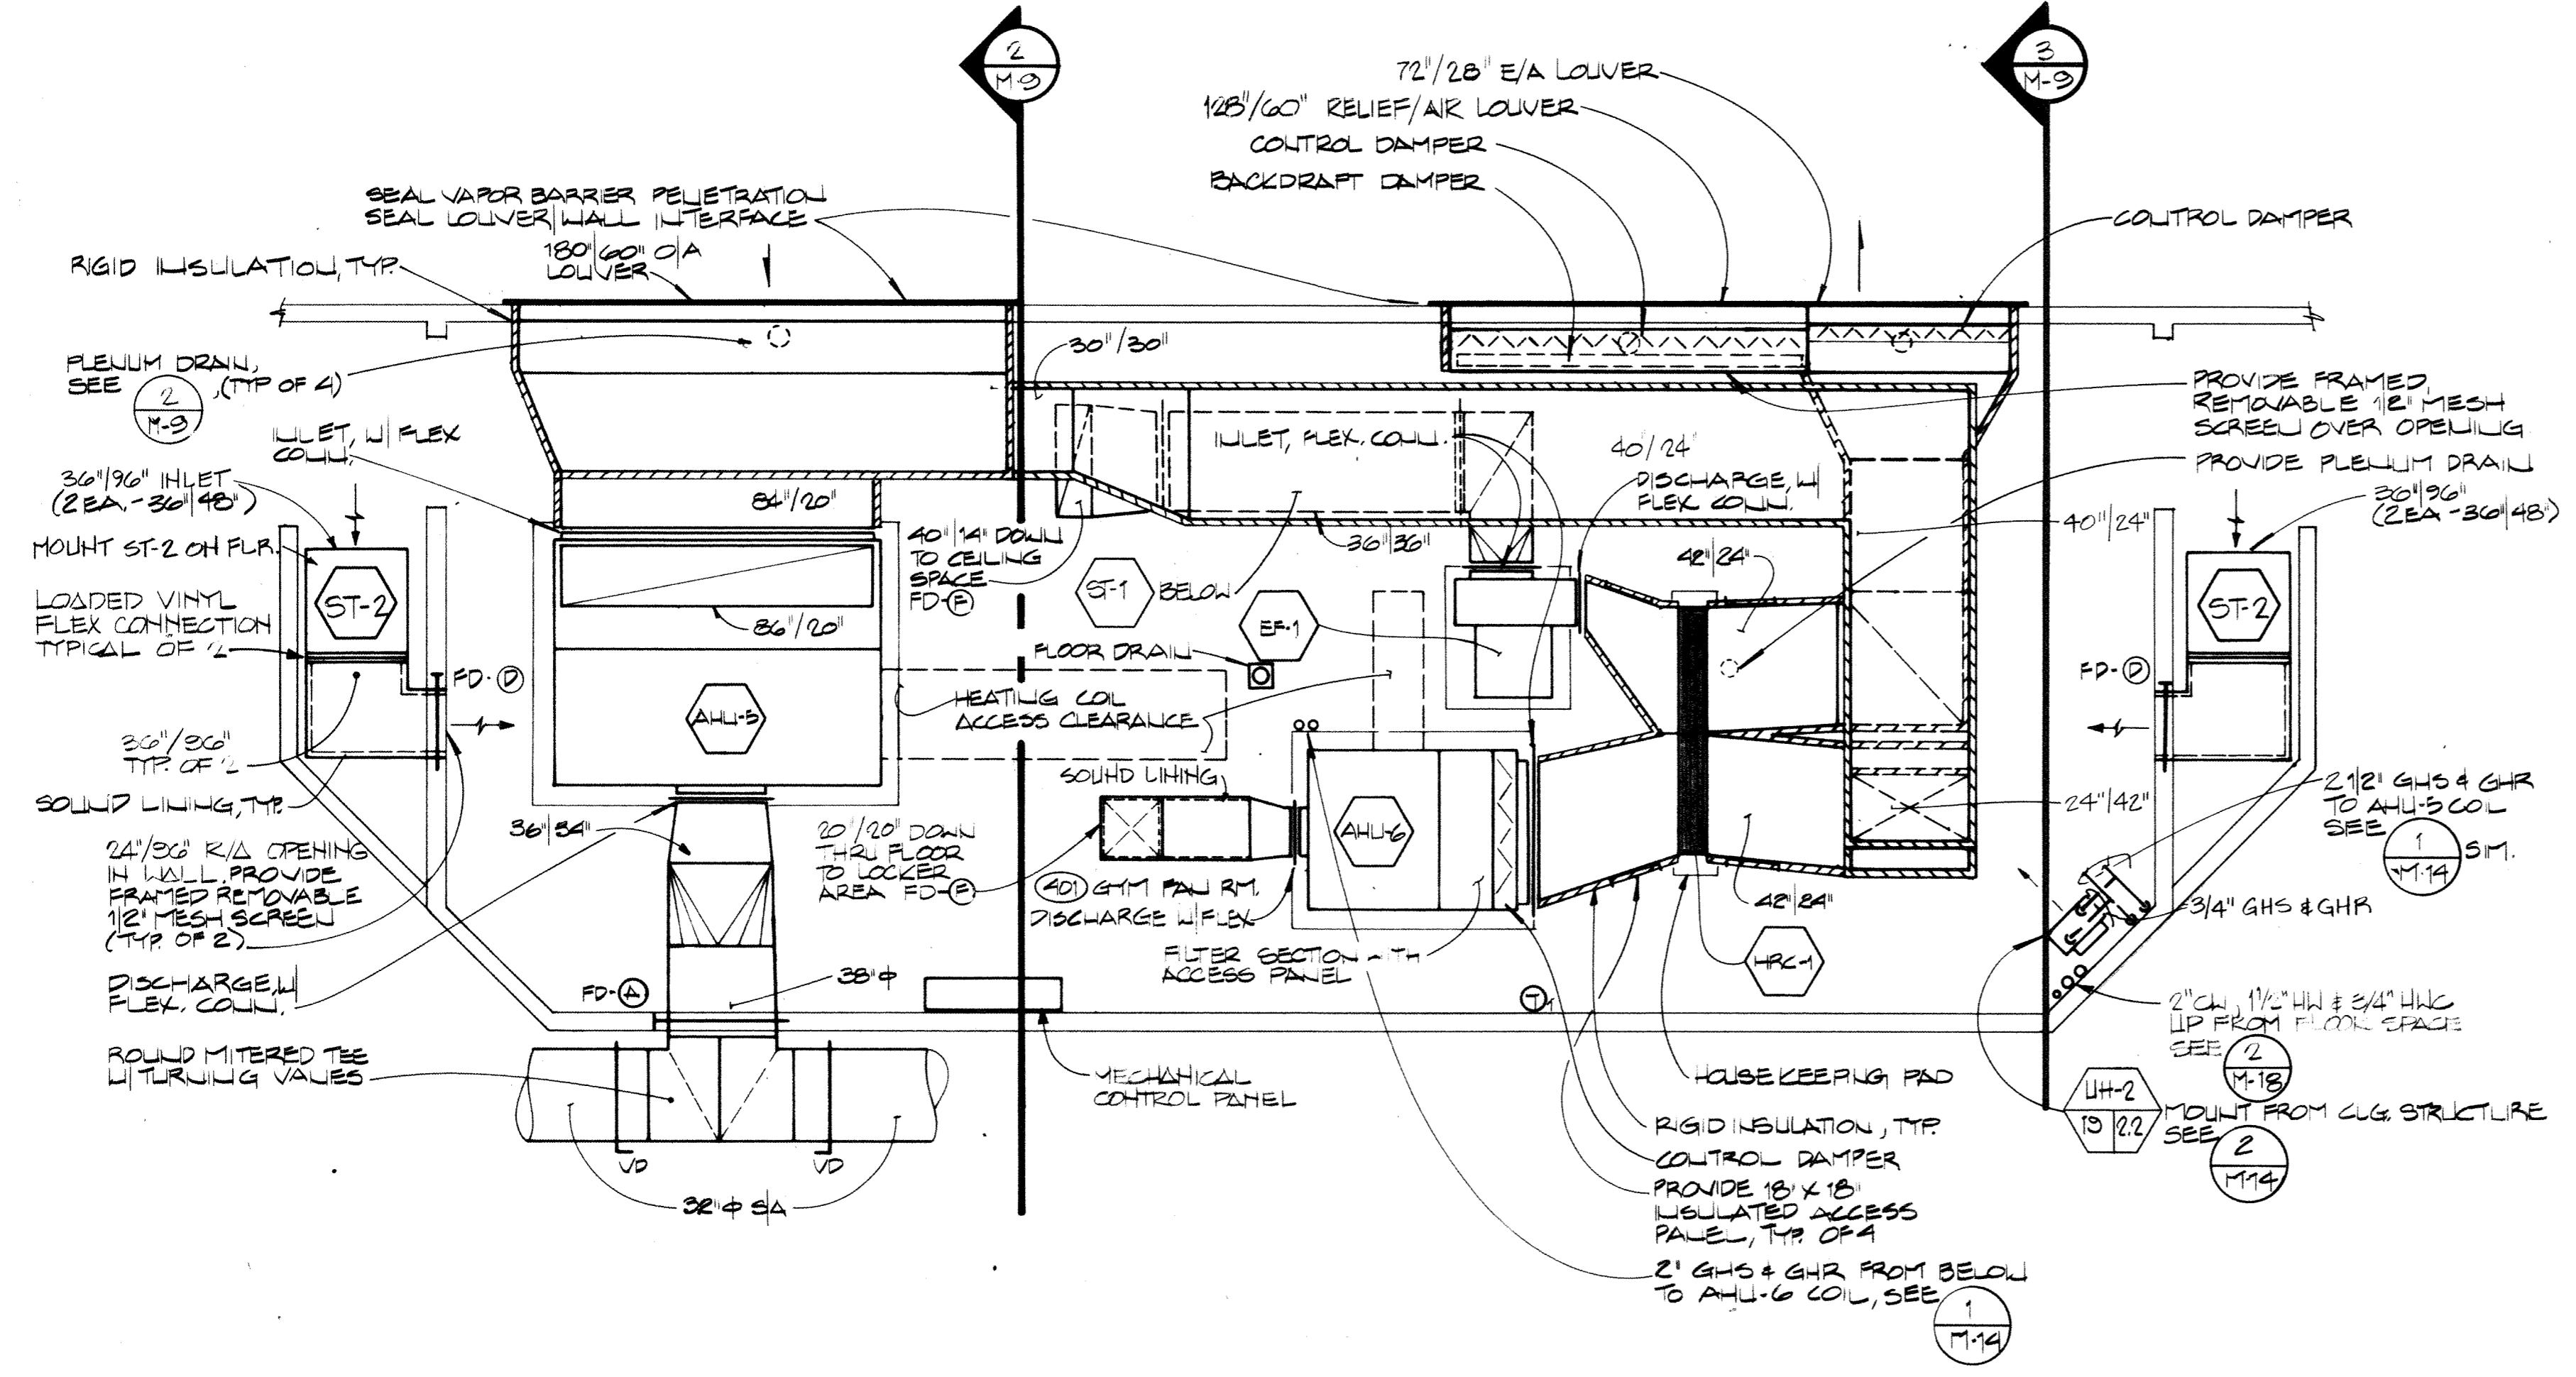 2
M-9
3
M-9
72"/28" E/A LOUVER
128"/60" RELIEF/AIR LOUVER
CONTROL DAMPER
BACKDRAFT DAMPER
SEAL VAPOR BARRIER PENETRATION
SEAL LOUVER/WALL INTERFACE
180"/60" O/A
LOUVER
RIGID INSULATION, TYP.
CONTROL DAMPER
30"/30"
PLENUM DRAIN,
SEE 2/M-9, (TYP OF 4)
INLET, W/ FLEX
CONN.
36"/96" INLET
(2 EA.-36"/48")
MOUNT ST-2 ON FLR.
ST-2
LOADED VINYL
FLEX CONNECTION
TYPICAL OF 2
FD-D
36"/36"
TYP. OF 2
SOUND LINING, TYP.
24"/36" R/A OPENING
IN WALL, PROVIDE
FRAMED REMOVABLE
1/2" MESH SCREEN
(TYP. OF 2)
DISCHARGE, W/
FLEX. CONN.
ROUND MITERED TEE
W/ TURNING VANES
84"/20"
86"/20"
AHU-5
36"/34"
FD-A
38"ϕ
VD
VD
32"ϕ S/A
40"/14" DOWN
TO CEILING
SPACE
FD-F
ST-1 BELOW
INLET, FLEX. CONN.
36"/36"
40/24"
DISCHARGE, W/
FLEX CONN.
EF-1
FLOOR DRAIN
HEATING COIL
ACCESS CLEARANCE
SOUND LINING
20"/20" DOWN
THRU FLOOR
TO LOCKER
AREA FD-F
401 GYM FAN RM.
DISCHARGE W/FLEX
AHU-6
FILTER SECTION WITH
ACCESS PANEL
42"/24"
42"/24"
HRC-1
T
MECHANICAL
CONTROL PANEL
HOUSEKEEPING PAD
RIGID INSULATION, TYP.
CONTROL DAMPER
PROVIDE 18" X 18"
INSULATED ACCESS
PANEL, TYP. OF 4
2" GHS & GHR FROM BELOW
TO AHU-6 COIL, SEE
1
M-14
PROVIDE FRAMED,
REMOVABLE 1/2" MESH
SCREEN OVER OPENING
PROVIDE PLENUM DRAIN
36"/96"
(2EA-36"/48")
40"/24"
ST-2
FD-D
24"/42"
2 1/2" GHS & GHR
TO AHU-5 COIL
SEE 1/M-14 SIM.
3/4" GHS & GHR
2" CW, 1 1/2" HW & 3/4" HWC
UP FROM FLOOR SPACE
SEE
2
M-18
UH-2
19 2.2
MOUNT FROM CLG. STRUCTURE
SEE
2
M-14